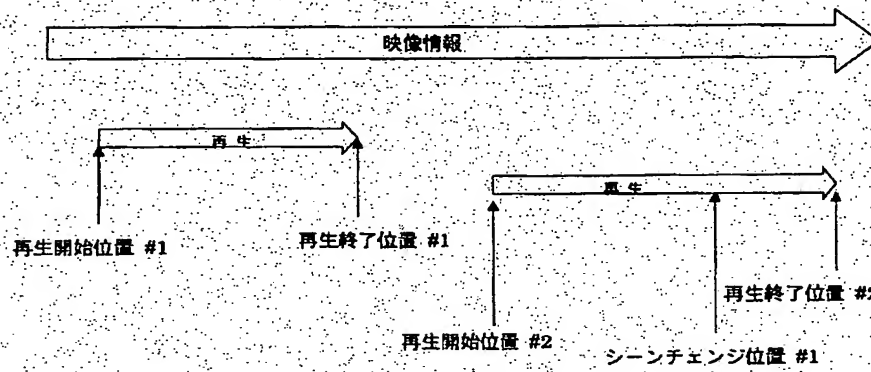 映像情報
再 生
再 生
再生開始位置 #1
再生終了位置 #1
再生終了位置 #2
再生開始位置 #2
シーンチェンジ位置 #1